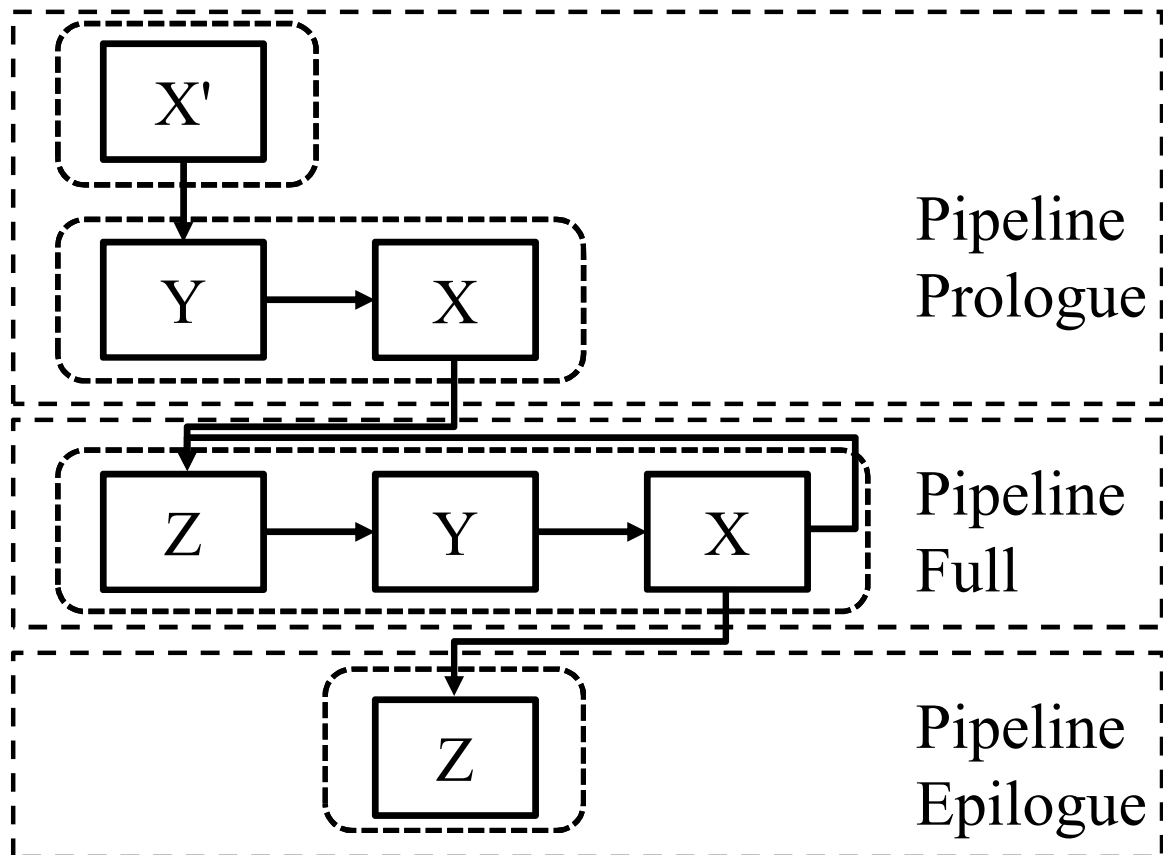 X'
Y X
Pipeline
Prologue
Z Y X
Pipeline
Full
Z
Pipeline
Epilogue